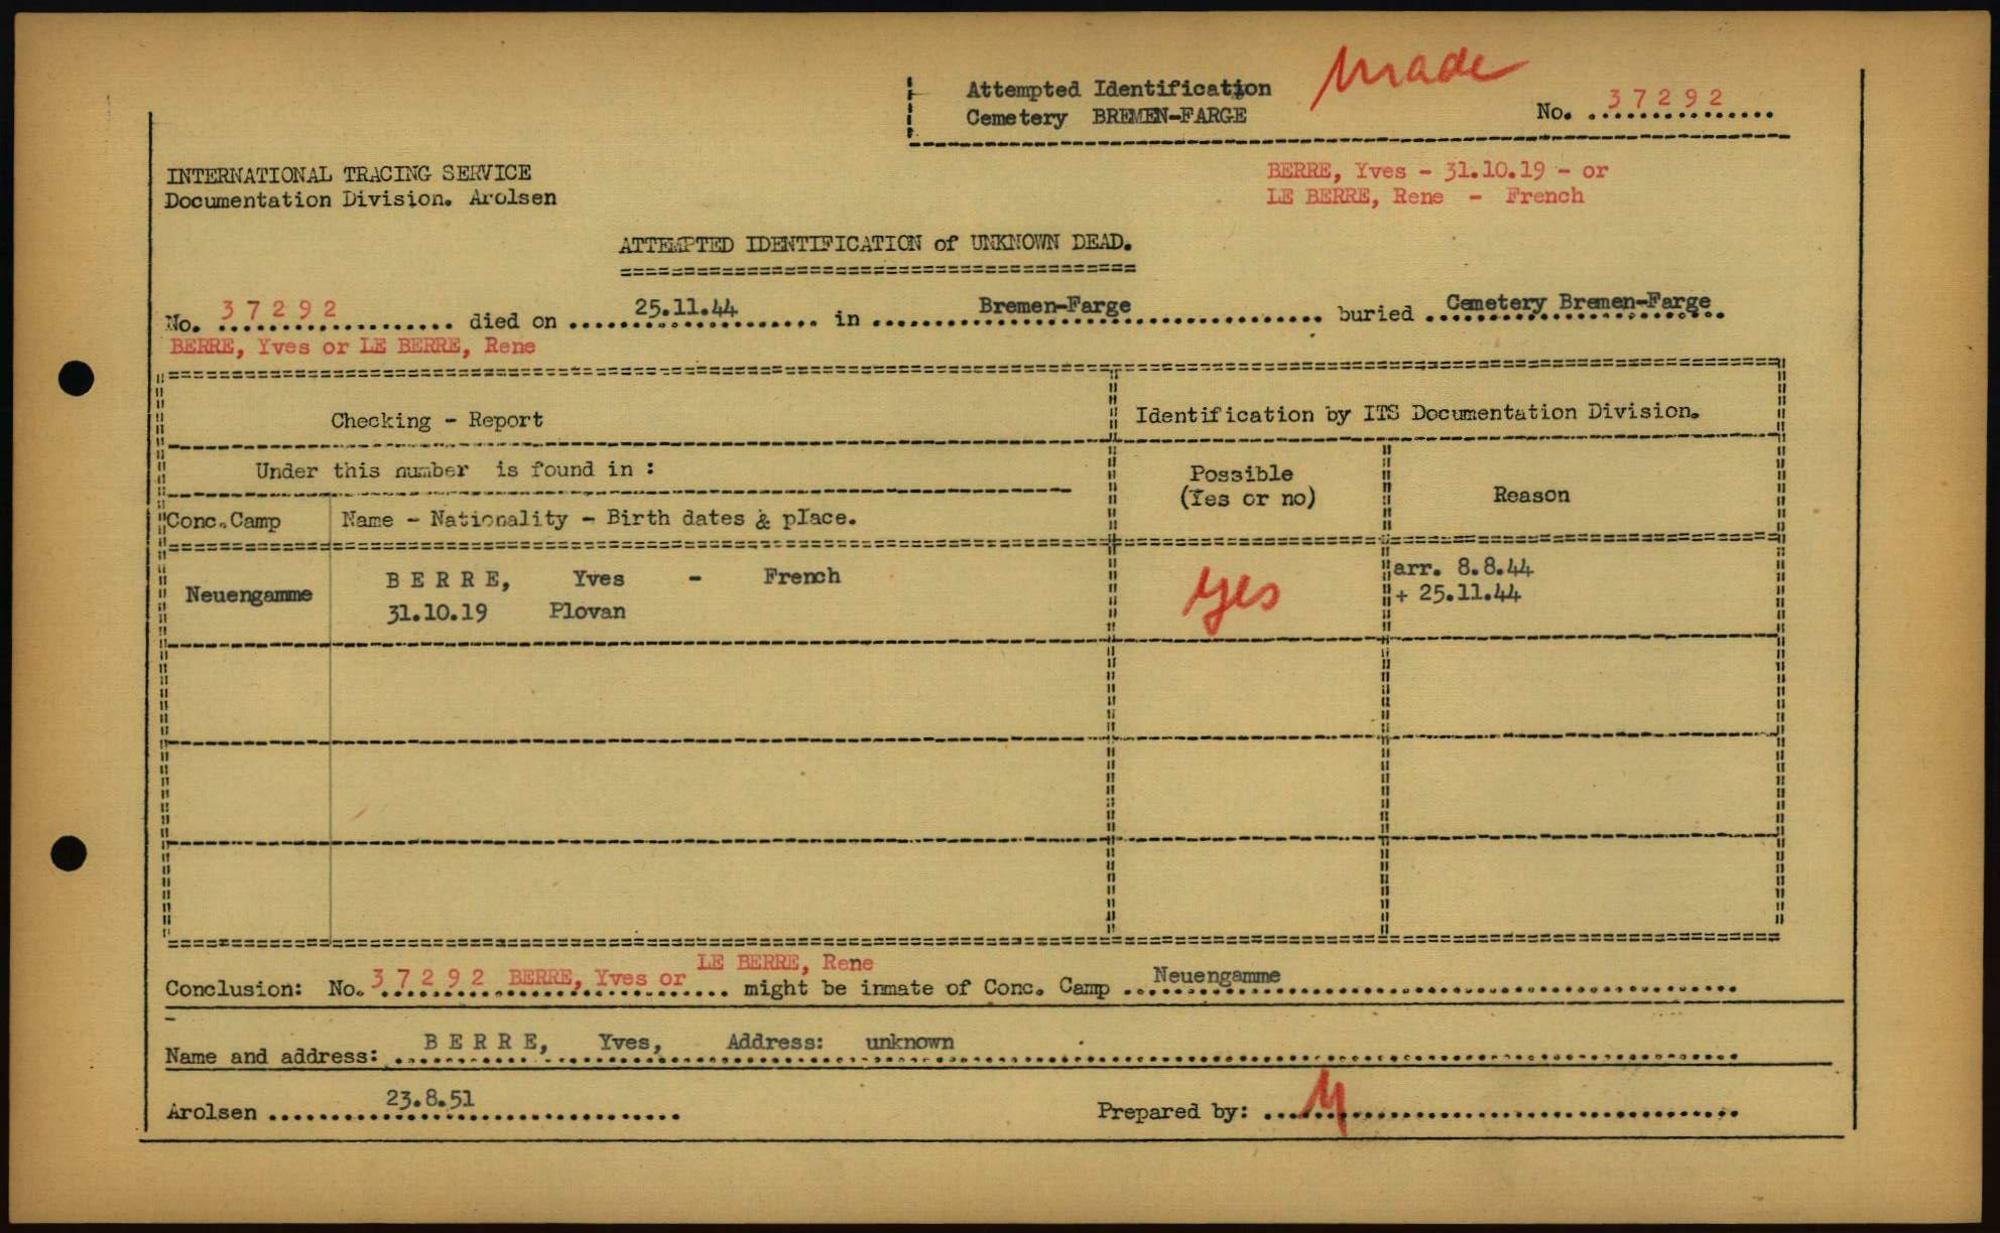 Attempted Identification
Cemetery BREMEN-FARGE
made
No. 37292
INTERNATIONAL TRACING SERVICE
Documentation Division. Arolsen
BERRE, Yves - 31.10.19 - or
LE BERRE, Rene - French
ATTEMPTED IDENTIFICATION of UNKNOWN DEAD.
No. 37292 died on 25.11.44 in Bremen-Farge buried Cemetery Bremen-Farge
BERRE, Yves or LE BERRE, Rene
Checking - Report
Identification by ITS Documentation Division.
Under this number is found in :
Possible
(Yes or no)
Reason
Conc.Camp
Name - Nationality - Birth dates & place.
Neuengamme
B E R R E, Yves - French
31.10.19 Plovan
yes
arr. 8.8.44
+ 25.11.44
LE BERRE, Rene
Conclusion: No. 37292 BERRE, Yves or might be inmate of Conc. Camp Neuengamme
Name and address: B E R R E, Yves, Address: unknown
Arolsen 23.8.51
Prepared by: